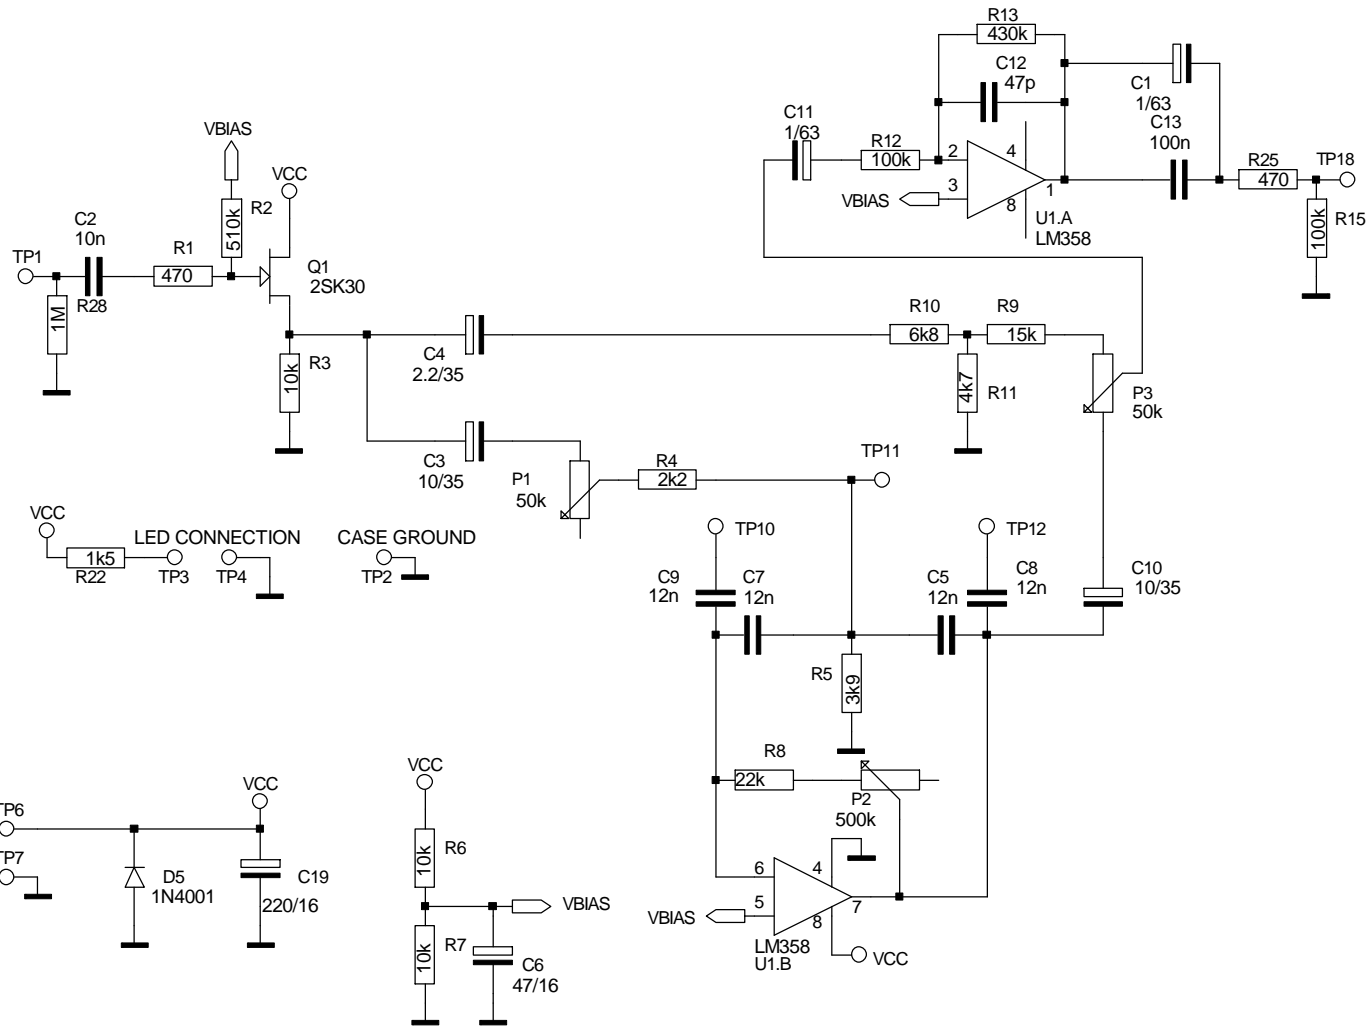 R13
430k
C12
47p
C1
1/63
C11
1/63
C13
100n
R12
100k
2
4
3
8
1
VBIAS
U1.A
LM358
R25
470
TP18
R15
100k
VBIAS
VCC
R2
510k
C2
10n
TP1
R1
470
R28
1M
Q1
2SK30
R3
10k
C4
2.2/35
R10
6k8
R9
15k
R11
4k7
P3
50k
C3
10/35
P1
50k
R4
2k2
TP11
VCC
LED CONNECTION
CASE GROUND
1k5
R22
TP3
TP4
TP2
TP10
TP12
C9
12n
C7
12n
C5
12n
C8
12n
C10
10/35
R5
3k9
R8
22k
P2
500k
VCC
VCC
TP6
TP7
D5
1N4001
C19
220/16
R6
10k
VBIAS
R7
10k
C6
47/16
VBIAS
6
5
4
8
7
LM358
U1.B
VCC